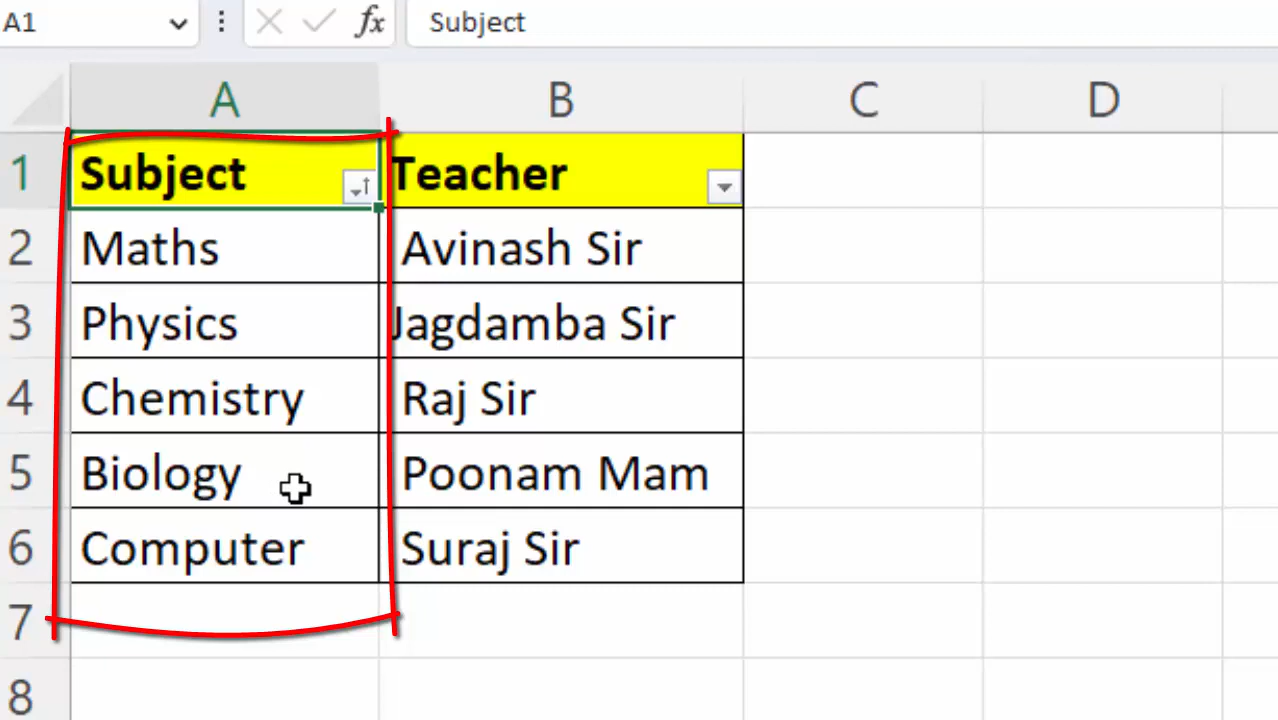 A1 fx Subject
A B C D
1 Subject Teacher
2 Maths Avinash Sir
3 Physics Jagdamba Sir
4 Chemistry Raj Sir
5 Biology Poonam Mam
6 Computer Suraj Sir
7
8